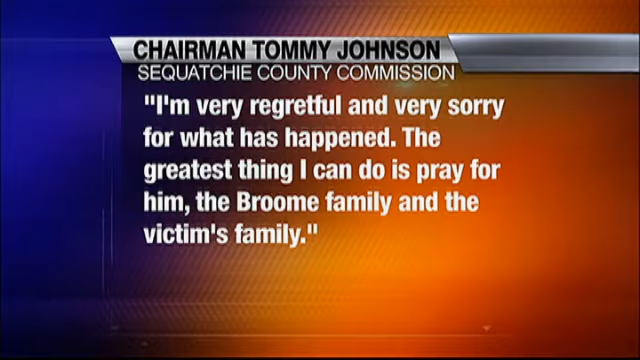 CHAIRMAN TOMMY JOHNSON
SEQUATCHIE COUNTY COMMISSION
"I'm very regretful and very sorry
for what has happened. The
greatest thing I can do is pray for
him, the Broome family and the
victim's family."